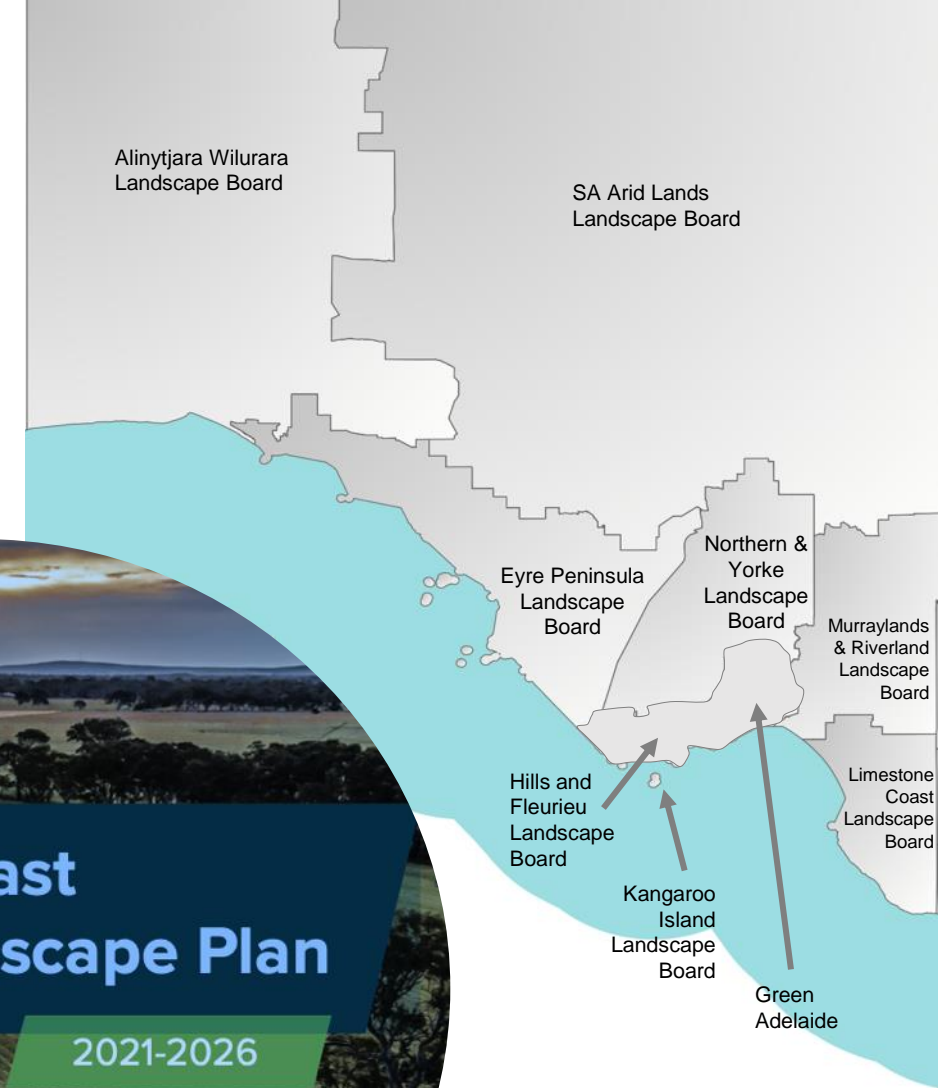 Alinytjara Wilurara
Landscape Board
SA Arid Lands
Landscape Board
Eyre Peninsula
Landscape
Board
Northern &
Yorke
Landscape
Board
Murraylands
& Riverland
Landscape
Board
Limestone
Coast
Landscape
Board
Hills and
Fleurieu
Landscape
Board
Kangaroo
Island
Landscape
Board
Green
Adelaide
ast
scape Plan
2021-2026